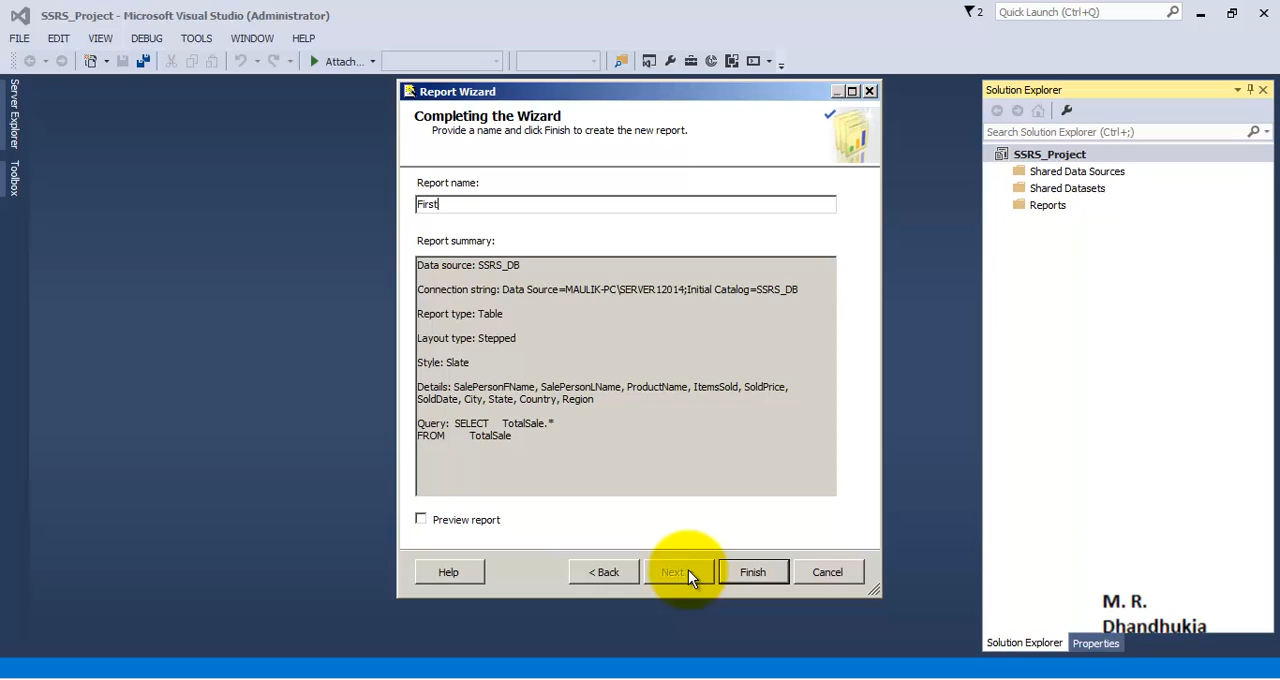 SSRS_Project - Microsoft Visual Studio (Administrator)
2
Quick Launch (Ctrl+Q)
FILE EDIT VIEW DEBUG TOOLS WINDOW HELP
Attach...
Server Explorer
Toolbox
Report Wizard
Completing the Wizard
Provide a name and click Finish to create the new report.
Report name:
First
Report summary:
Data source: SSRS_DB
Connection string: Data Source=MAULIK-PC\SERVER12014;Initial Catalog=SSRS_DB
Report type: Table
Layout type: Stepped
Style: Slate
Details: SalePersonFName, SalePersonLName, ProductName, ItemsSold, SoldPrice,
SoldDate, City, State, Country, Region
Query: SELECT TotalSale.*
FROM TotalSale
Preview report
Help
< Back
Next
Finish
Cancel
Solution Explorer
Search Solution Explorer (Ctrl+;)
SSRS_Project
Shared Data Sources
Shared Datasets
Reports
M. R.
Dhandhukia
Solution Explorer
Properties